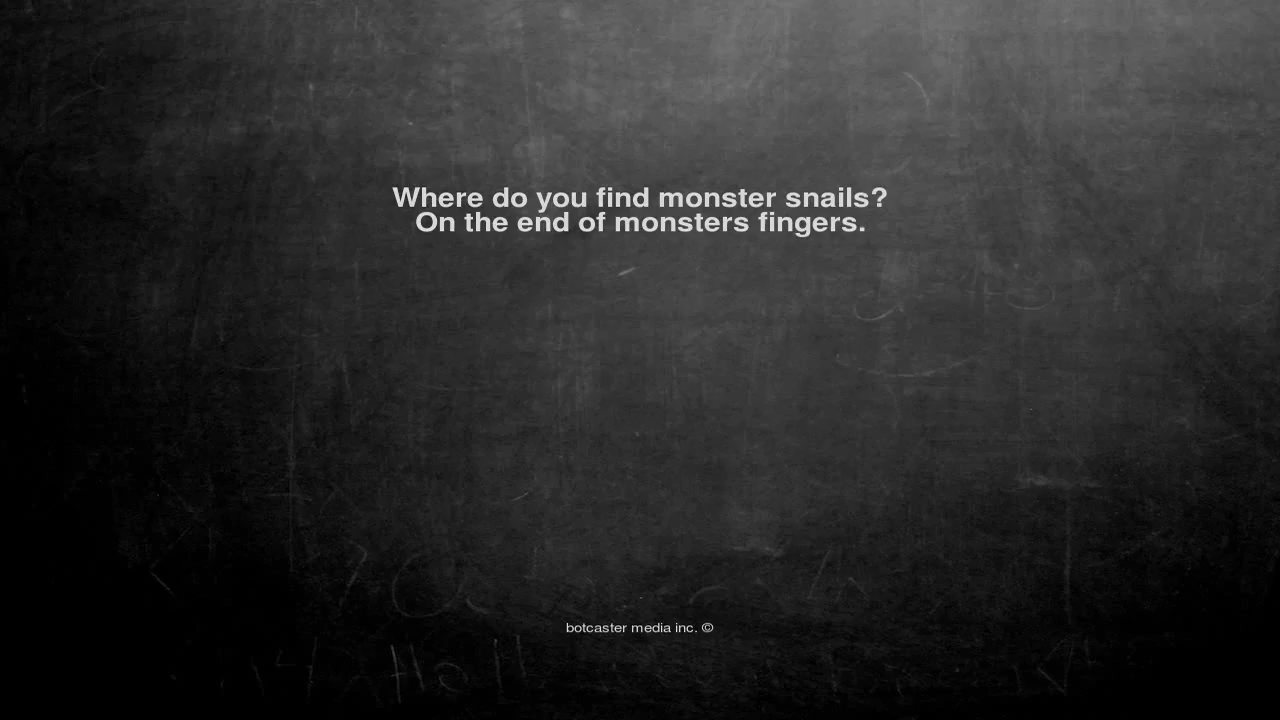 Where do you find monster snails?
On the end of monsters fingers.
botcaster media inc. ©